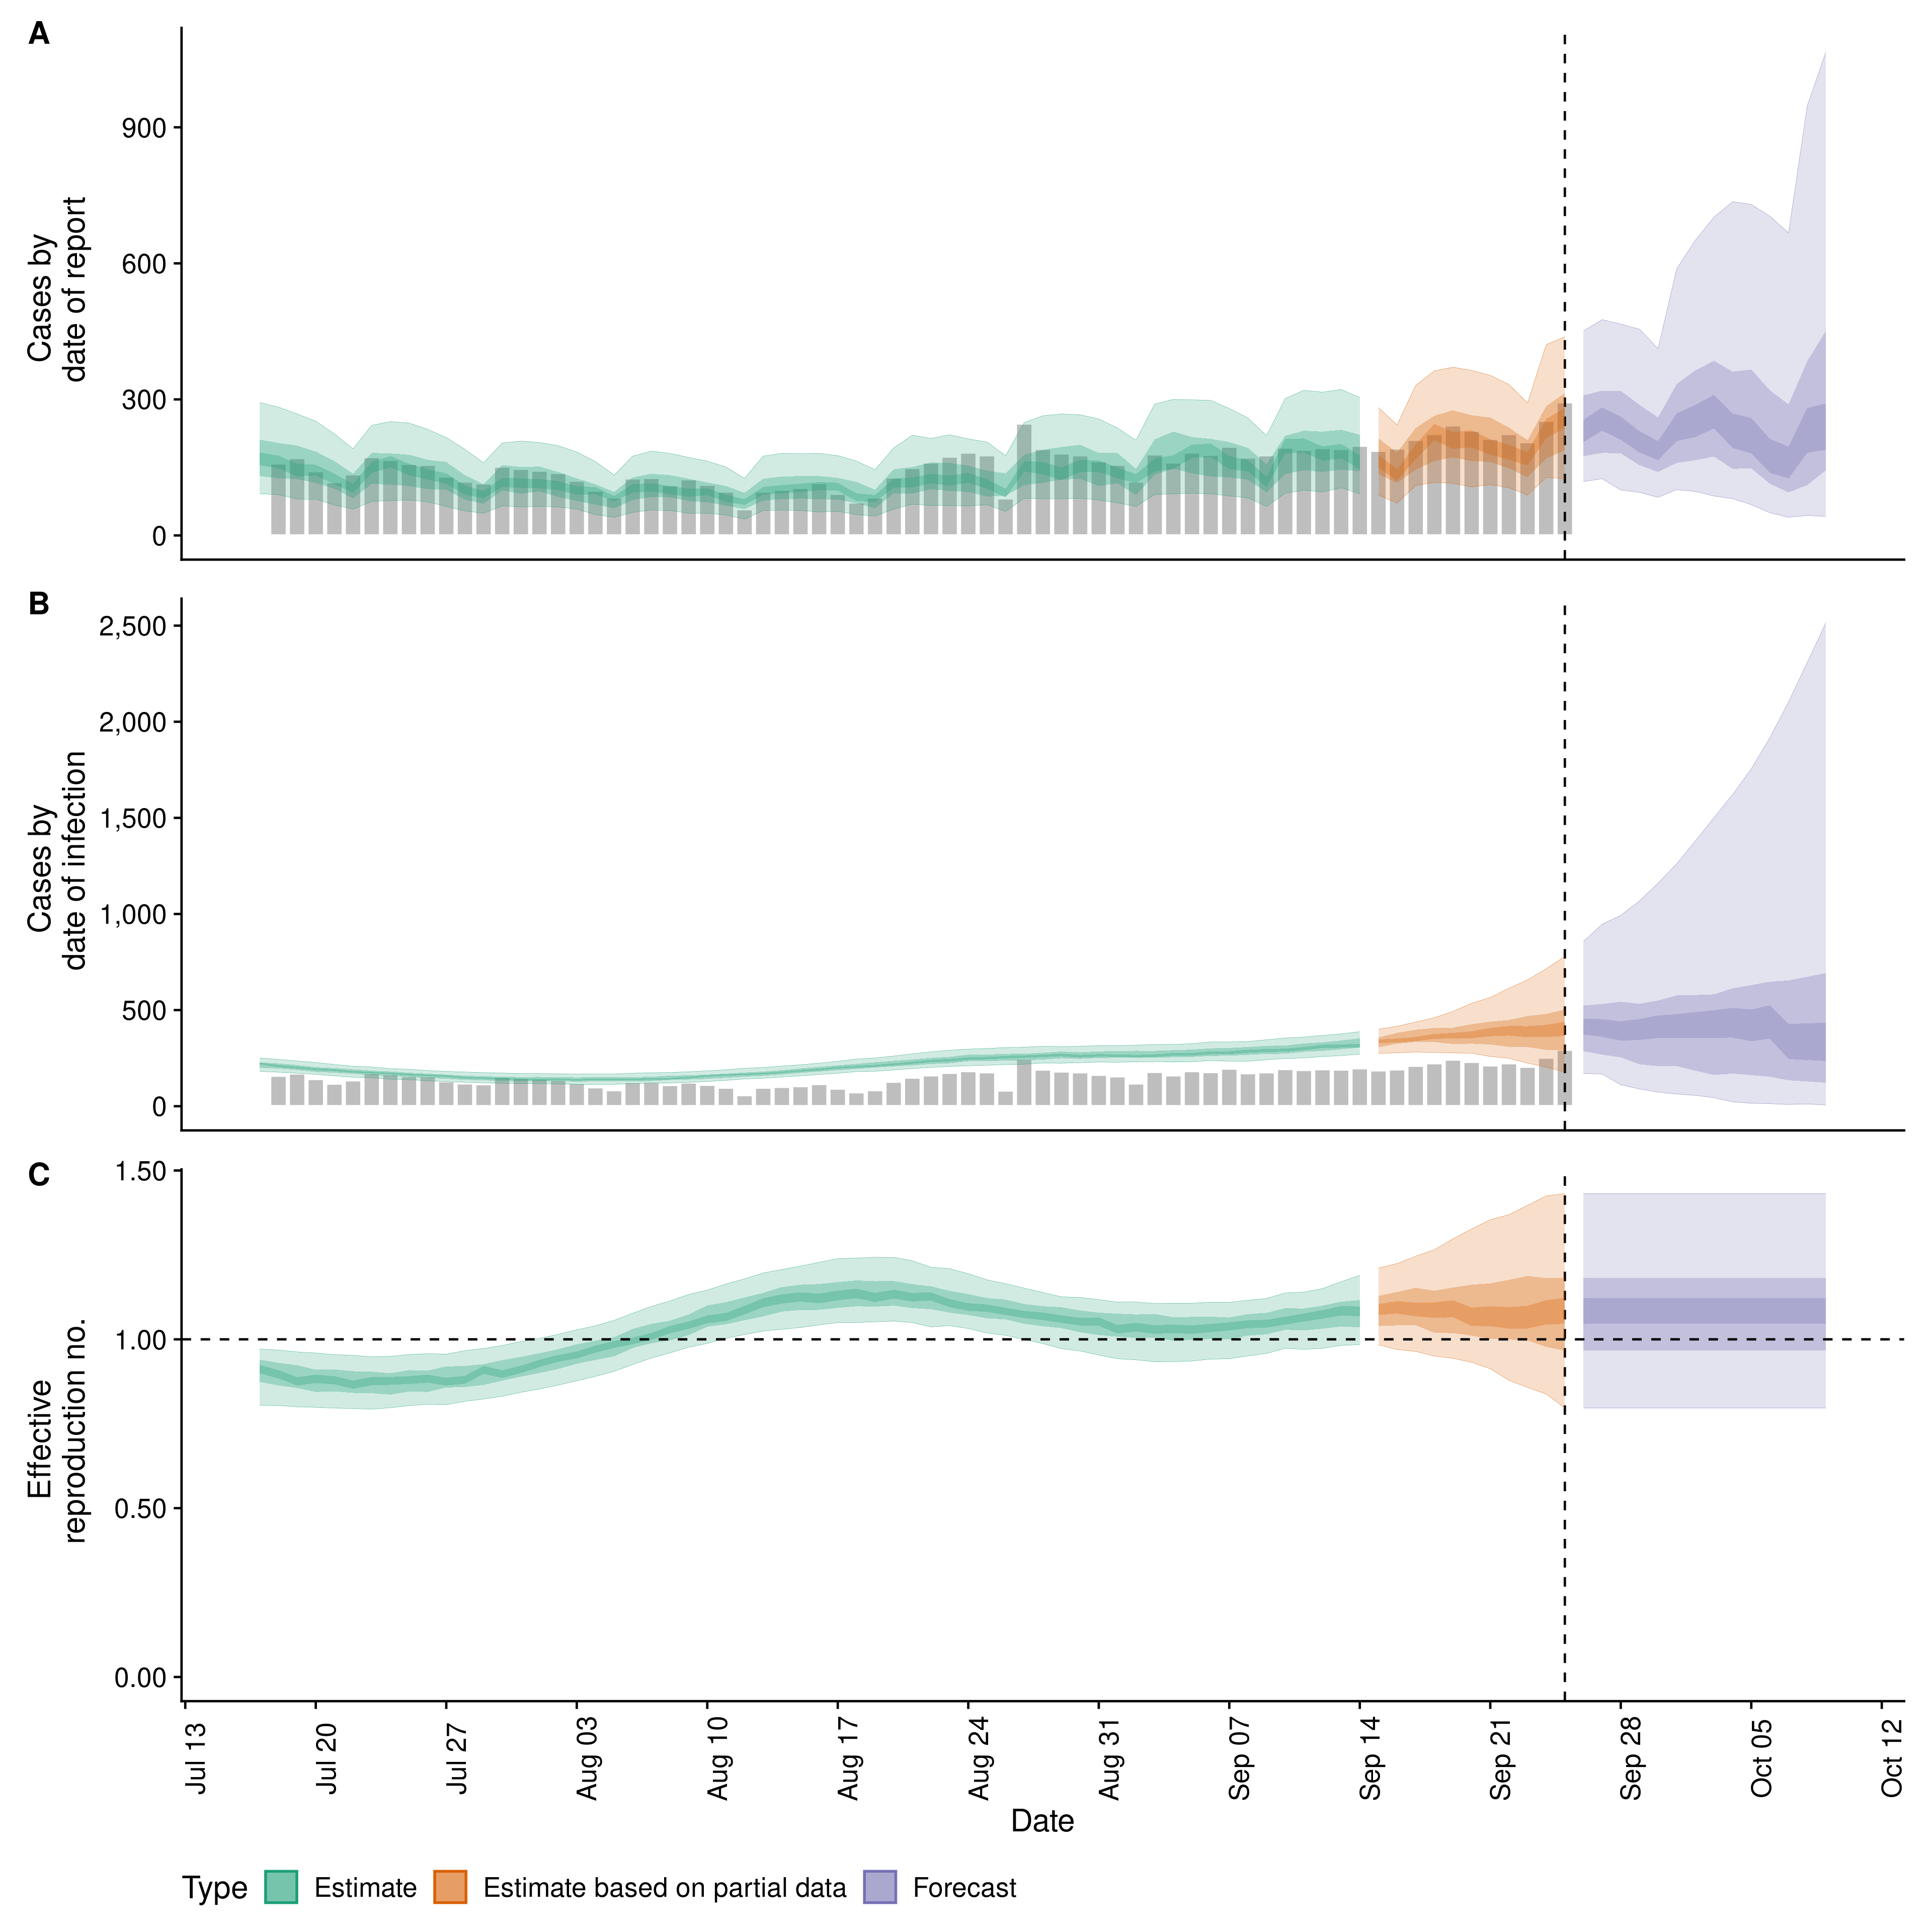 A
Cases by
date of report
900
600
300
0
B
Cases by
date of infection
2,500
2,000
1,500
1,000
500
0
C
Effective
reproduction no.
1.50
1.00
0.50
0.00
Jul 13
Jul 20
Jul 27
Aug 03
Aug 10
Aug 17
Aug 24
Aug 31
Sep 07
Sep 14
Sep 21
Sep 28
Oct 05
Oct 12
Date
Type Estimate Estimate based on partial data Forecast